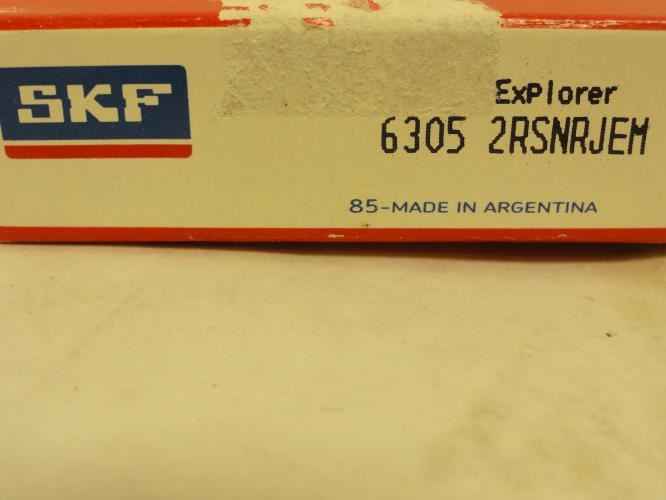 SKF
ExPlorer
6305 2RSNRJEM
85-MADE IN ARGENTINA